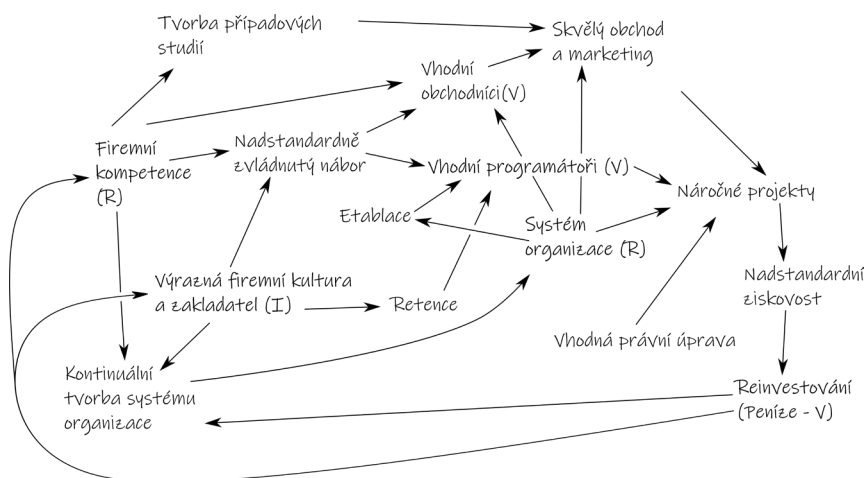 Tvorba případových
studií
Skvělý obchod
a marketing
Vhodní
obchodníci(V)
Firemní
kompetence
(R)
Nadstandardně
zvládnutý nábor
Vhodní programátoři (V)
Náročné projekty
Etablace
Systém
organizace (R)
Výrazná firemní kultura
a zakladatel (I)
Retence
Nadstandardní
ziskovost
Vhodná právní úprava
Kontinuální
tvorba systému
organizace
Reinvestování
(Peníze - V)